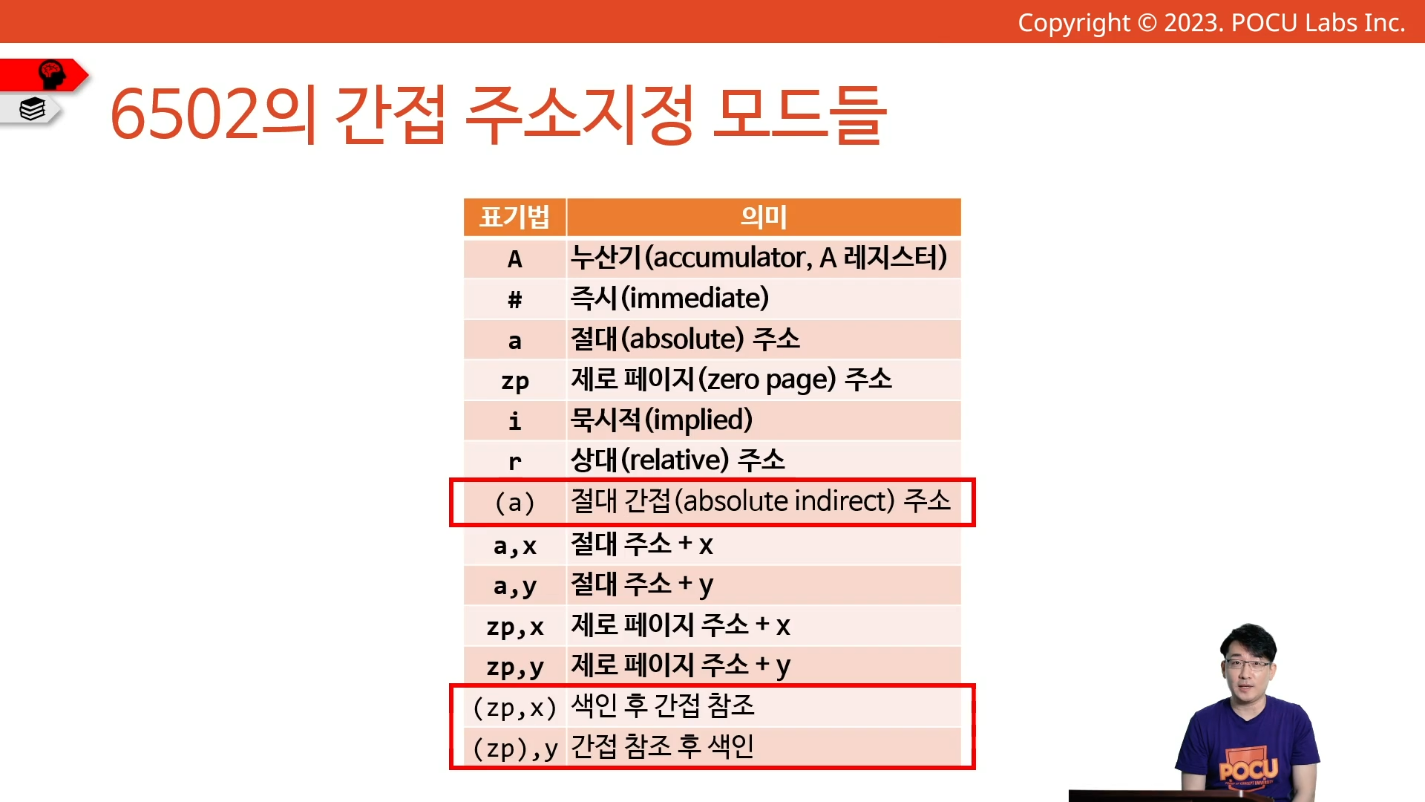 Copyright © 2023. POCU Labs Inc.
6502의 간접 주소지정 모드들
표기법 의미
A 누산기(accumulator, A 레지스터)
# 즉시(immediate)
a 절대(absolute) 주소
zp 제로 페이지(zero page) 주소
i 묵시적(implied)
r 상대(relative) 주소
(a) 절대 간접(absolute indirect) 주소
a,x 절대 주소 + x
a,y 절대 주소 + y
zp,x 제로 페이지 주소 + x
zp,y 제로 페이지 주소 + y
(zp,x) 색인 후 간접 참조
(zp),y 간접 참조 후 색인
POCU